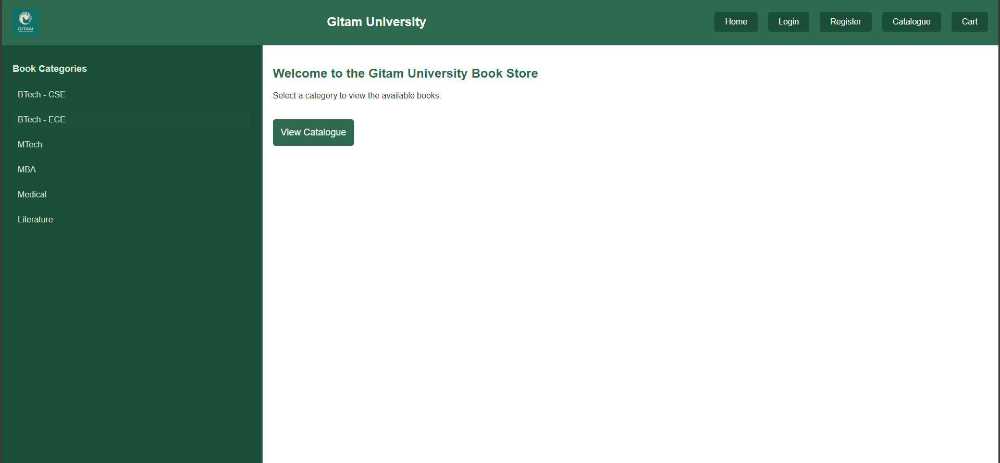 GITAM
Gitam University
Home
Login
Register
Catalogue
Cart
Book Categories
BTech - CSE
BTech - ECE
MTech
MBA
Medical
Literature
Welcome to the Gitam University Book Store
Select a category to view the available books.
View Catalogue